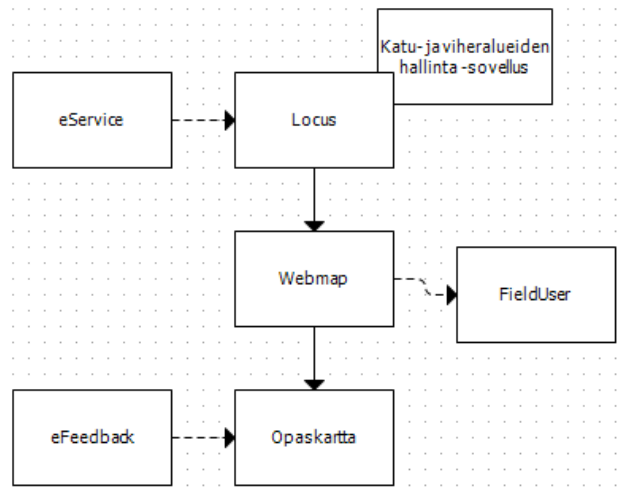 Katu- ja viheralueiden
hallinta -sovellus
eService
Locus
Webmap
FieldUser
eFeedback
Opaskartta